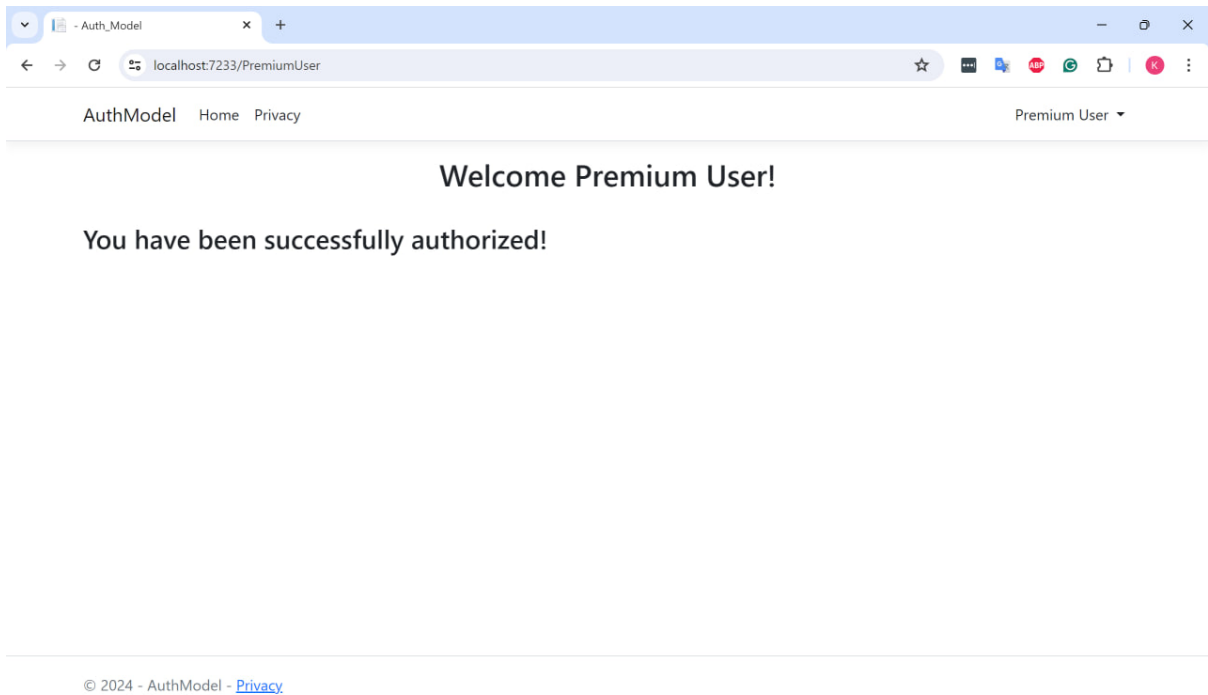 - Auth_Model
localhost:7233/PremiumUser
ABP
G
K
AuthModel Home Privacy Premium User
Welcome Premium User!
You have been successfully authorized!
© 2024 - AuthModel - Privacy